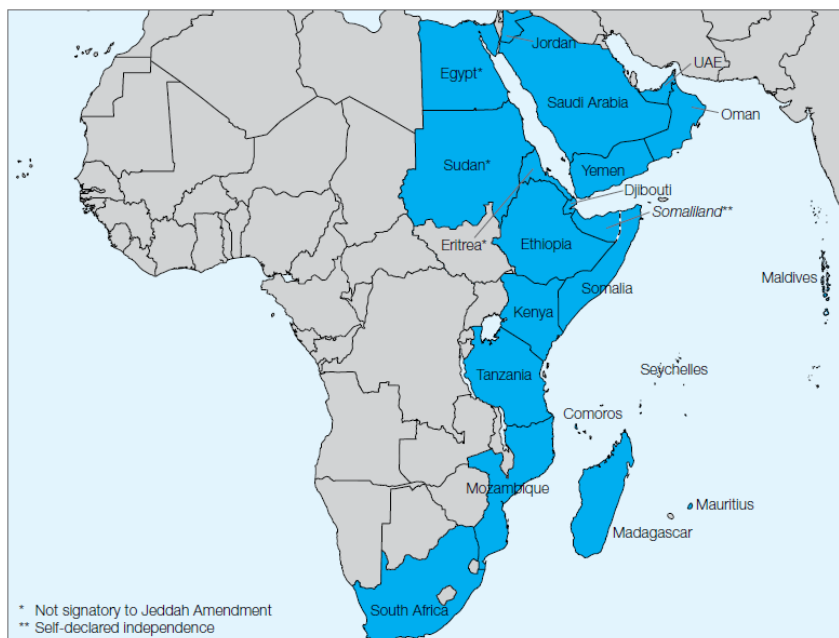 Jordan
UAE
Egypt*
Saudi Arabia
Oman
Sudan*
Yemen
Djibouti
Somaliland**
Eritrea*
Ethiopia
Maldives
Somalia
Kenya
Seychelles
Tanzania
Comoros
Mozambique
Mauritius
Madagascar
* Not signatory to Jeddah Amendment
South Africa
** Self-declared independence